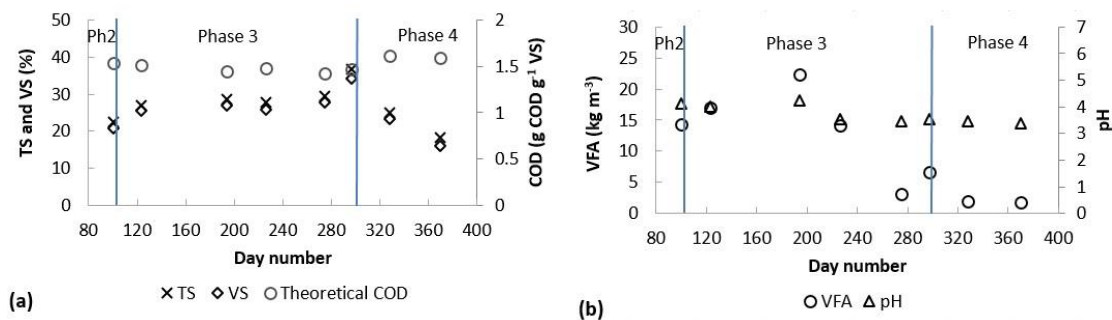 50
40
30
20
10
0
TS and VS (%)
Ph2
Phase 3
Phase 4
2
1.5
1
0.5
0
COD (g COD g-1 VS)
80 120 160 200 240 280 320 360 400
Day number
× TS ◇ VS ○ Theoretical COD
(a)
30
25
20
15
10
5
0
VFA (kg m-3)
Ph2
Phase 3
Phase 4
7
6
5
4
3
2
1
0
pH
80 120 160 200 240 280 320 360 400
Day number
○ VFA △ pH
(b)